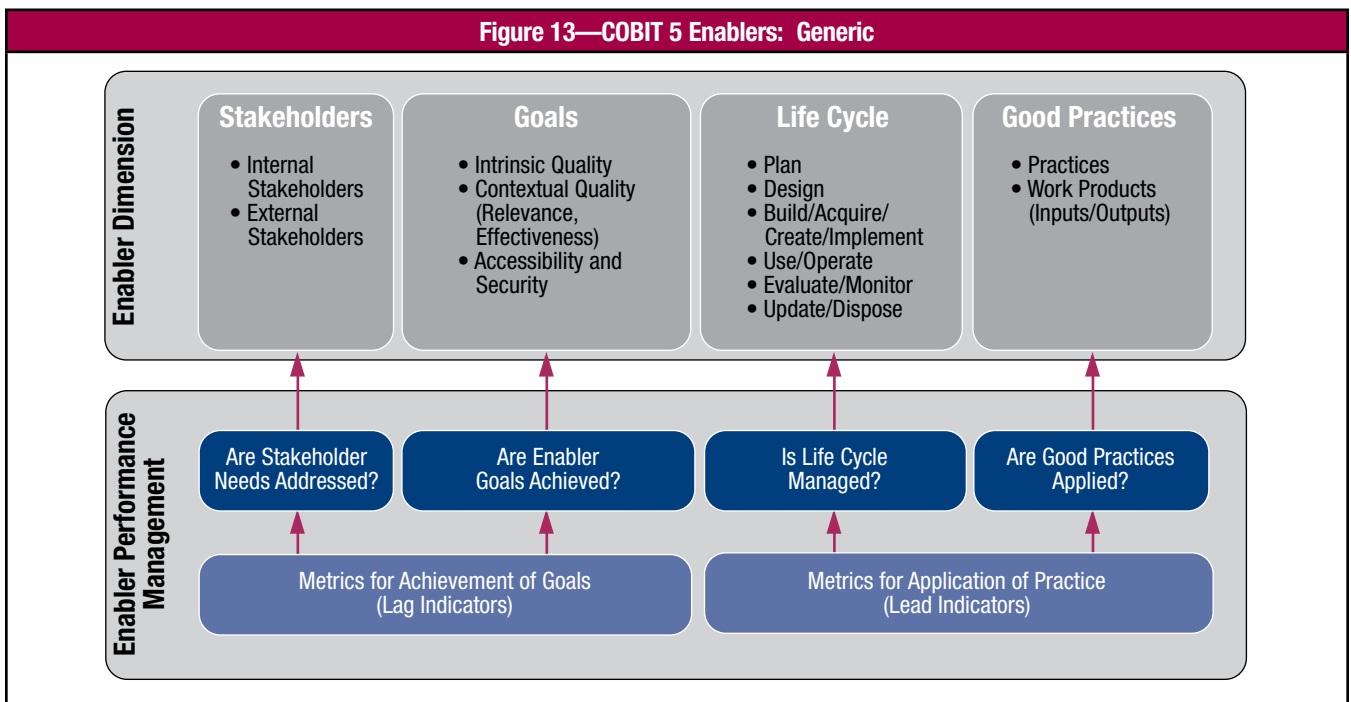 Figure 13—COBIT 5 Enablers: Generic
Enabler Dimension
Stakeholders
• Internal
Stakeholders
• External
Stakeholders
Goals
• Intrinsic Quality
• Contextual Quality
(Relevance,
Effectiveness)
• Accessibility and
Security
Life Cycle
• Plan
• Design
• Build/Acquire/
Create/Implement
• Use/Operate
• Evaluate/Monitor
• Update/Dispose
Good Practices
• Practices
• Work Products
(Inputs/Outputs)
Enabler Performance
Management
Are Stakeholder
Needs Addressed?
Are Enabler
Goals Achieved?
Is Life Cycle
Managed?
Are Good Practices
Applied?
Metrics for Achievement of Goals
(Lag Indicators)
Metrics for Application of Practice
(Lead Indicators)